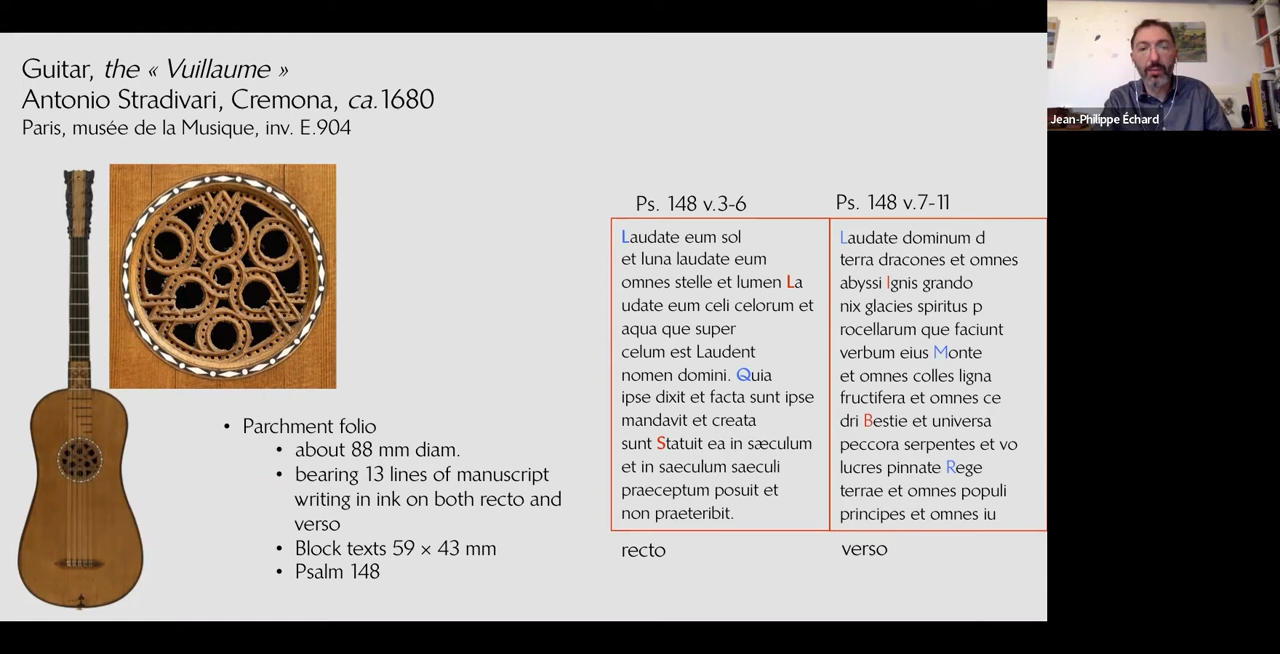 Guitar, the « Vuillaume »
Antonio Stradivari, Cremona, ca.1680
Paris, musée de la Musique, inv. E.904
Jean-Philippe Échard
• Parchment folio
• about 88 mm diam.
• bearing 13 lines of manuscript
writing in ink on both recto and
verso
• Block texts 59 × 43 mm
• Psalm 148
Ps. 148 v.3-6
Laudate eum sol
et luna laudate eum
omnes stelle et lumen La
udate eum celi celorum et
aqua que super
celum est Laudent
nomen domini. Quia
ipse dixit et facta sunt ipse
mandavit et creata
sunt Statuit ea in sæculum
et in saeculum saeculi
praeceptum posuit et
non praeteribit.
recto
Ps. 148 v.7-11
Laudate dominum d
terra dracones et omnes
abyssi Ignis grando
nix glacies spiritus p
rocellarum que faciunt
verbum eius Monte
et omnes colles ligna
fructifera et omnes ce
dri Bestie et universa
peccora serpentes et vo
lucres pinnate Rege
terrae et omnes populi
principes et omnes iu
verso